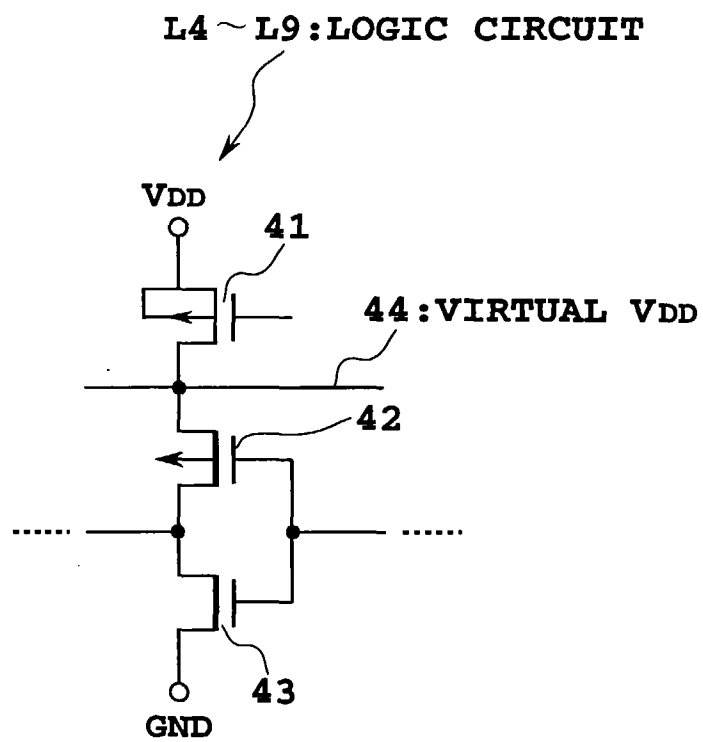 L4~L9:LOGIC CIRCUIT
VDD
41
44:VIRTUAL VDD
42
43
GND